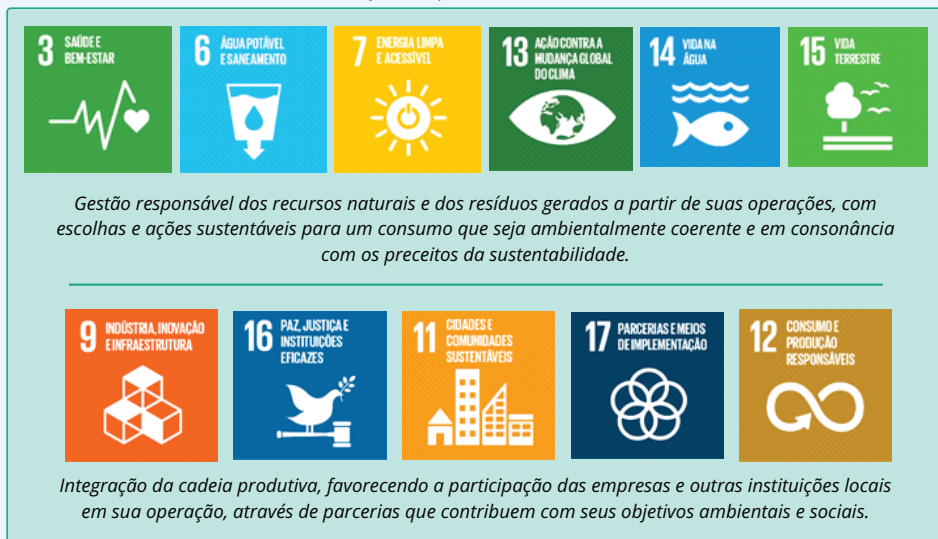 3 SAÚDE E
BEM-ESTAR
6 ÁGUA POTÁVEL
E SANEAMENTO
7 ENERGIA LIMPA
E ACESSÍVEL
13 AÇÃO CONTRA A
MUDANÇA GLOBAL
DO CLIMA
14 VIDA NA
ÁGUA
15 VIDA
TERRESTRE
Gestão responsável dos recursos naturais e dos resíduos gerados a partir de suas operações, com
escolhas e ações sustentáveis para um consumo que seja ambientalmente coerente e em consonância
com os preceitos da sustentabilidade.
9 INDÚSTRIA, INOVAÇÃO
E INFRAESTRUTURA
16 PAZ, JUSTIÇA E
INSTITUIÇÕES
EFICAZES
11 CIDADES E
COMUNIDADES
SUSTENTÁVEIS
17 PARCERIAS E MEIOS
DE IMPLEMENTAÇÃO
12 CONSUMO E
PRODUÇÃO
RESPONSÁVEIS
Integração da cadeia produtiva, favorecendo a participação das empresas e outras instituições locais
em sua operação, através de parcerias que contribuem com seus objetivos ambientais e sociais.